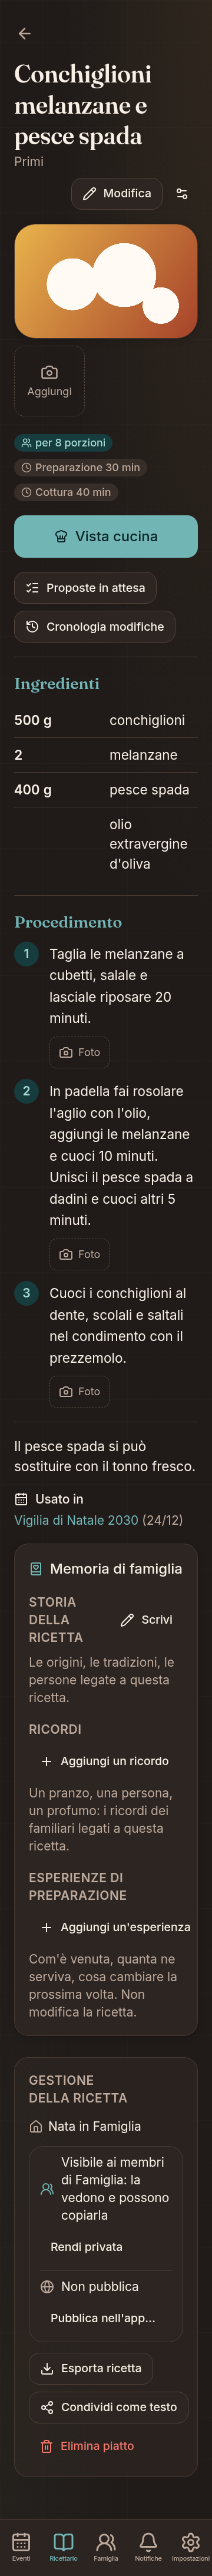 Conchiglioni
melanzane e
pesce spada
Primi
Modifica
Aggiungi
per 8 porzioni
Preparazione 30 min
Cottura 40 min
Vista cucina
Proposte in attesa
Cronologia modifiche
Ingredienti
500 g conchiglioni
2 melanzane
400 g pesce spada
olio
extravergine
d'oliva
Procedimento
1 Taglia le melanzane a
cubetti, salale e
lasciale riposare 20
minuti.
Foto
2 In padella fai rosolare
l'aglio con l'olio,
aggiungi le melanzane
e cuoci 10 minuti.
Unisci il pesce spada a
dadini e cuoci altri 5
minuti.
Foto
3 Cuoci i conchiglioni al
dente, scolali e saltali
nel condimento con il
prezzemolo.
Foto
Il pesce spada si può
sostituire con il tonno fresco.
Usato in
Vigilia di Natale 2030 (24/12)
Memoria di famiglia
STORIA
DELLA
RICETTA
Scrivi
Le origini, le tradizioni, le
persone legate a questa
ricetta.
RICORDI
Aggiungi un ricordo
Un pranzo, una persona,
un profumo: i ricordi dei
familiari legati a questa
ricetta.
ESPERIENZE DI
PREPARAZIONE
Aggiungi un'esperienza
Com'è venuta, quanta ne
serviva, cosa cambiare la
prossima volta. Non
modifica la ricetta.
GESTIONE
DELLA RICETTA
Nata in Famiglia
Visibile ai membri
di Famiglia: la
vedono e possono
copiarla
Rendi privata
Non pubblica
Pubblica nell'app...
Esporta ricetta
Condividi come testo
Elimina piatto
Eventi Ricettario Famiglia Notifiche Impostazioni